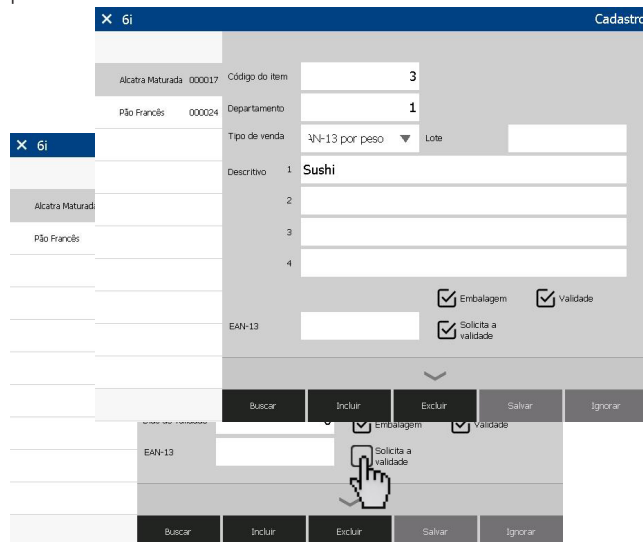 6i Cadastro
Alcatra Maturada 000017
Pão Francês 000024
Código do item 3
Departamento 1
Tipo de venda AN-13 por peso Lote
Descritivo 1 Sushi
2
3
4
Embalagem Validade
EAN-13 Solicita a
validade
Buscar Incluir Excluir Salvar Ignorar
6i
Alcatra Maturada
Pão Francês
Embalagem Validade
EAN-13 Solicita a
validade
Buscar Incluir Excluir Salvar Ignorar